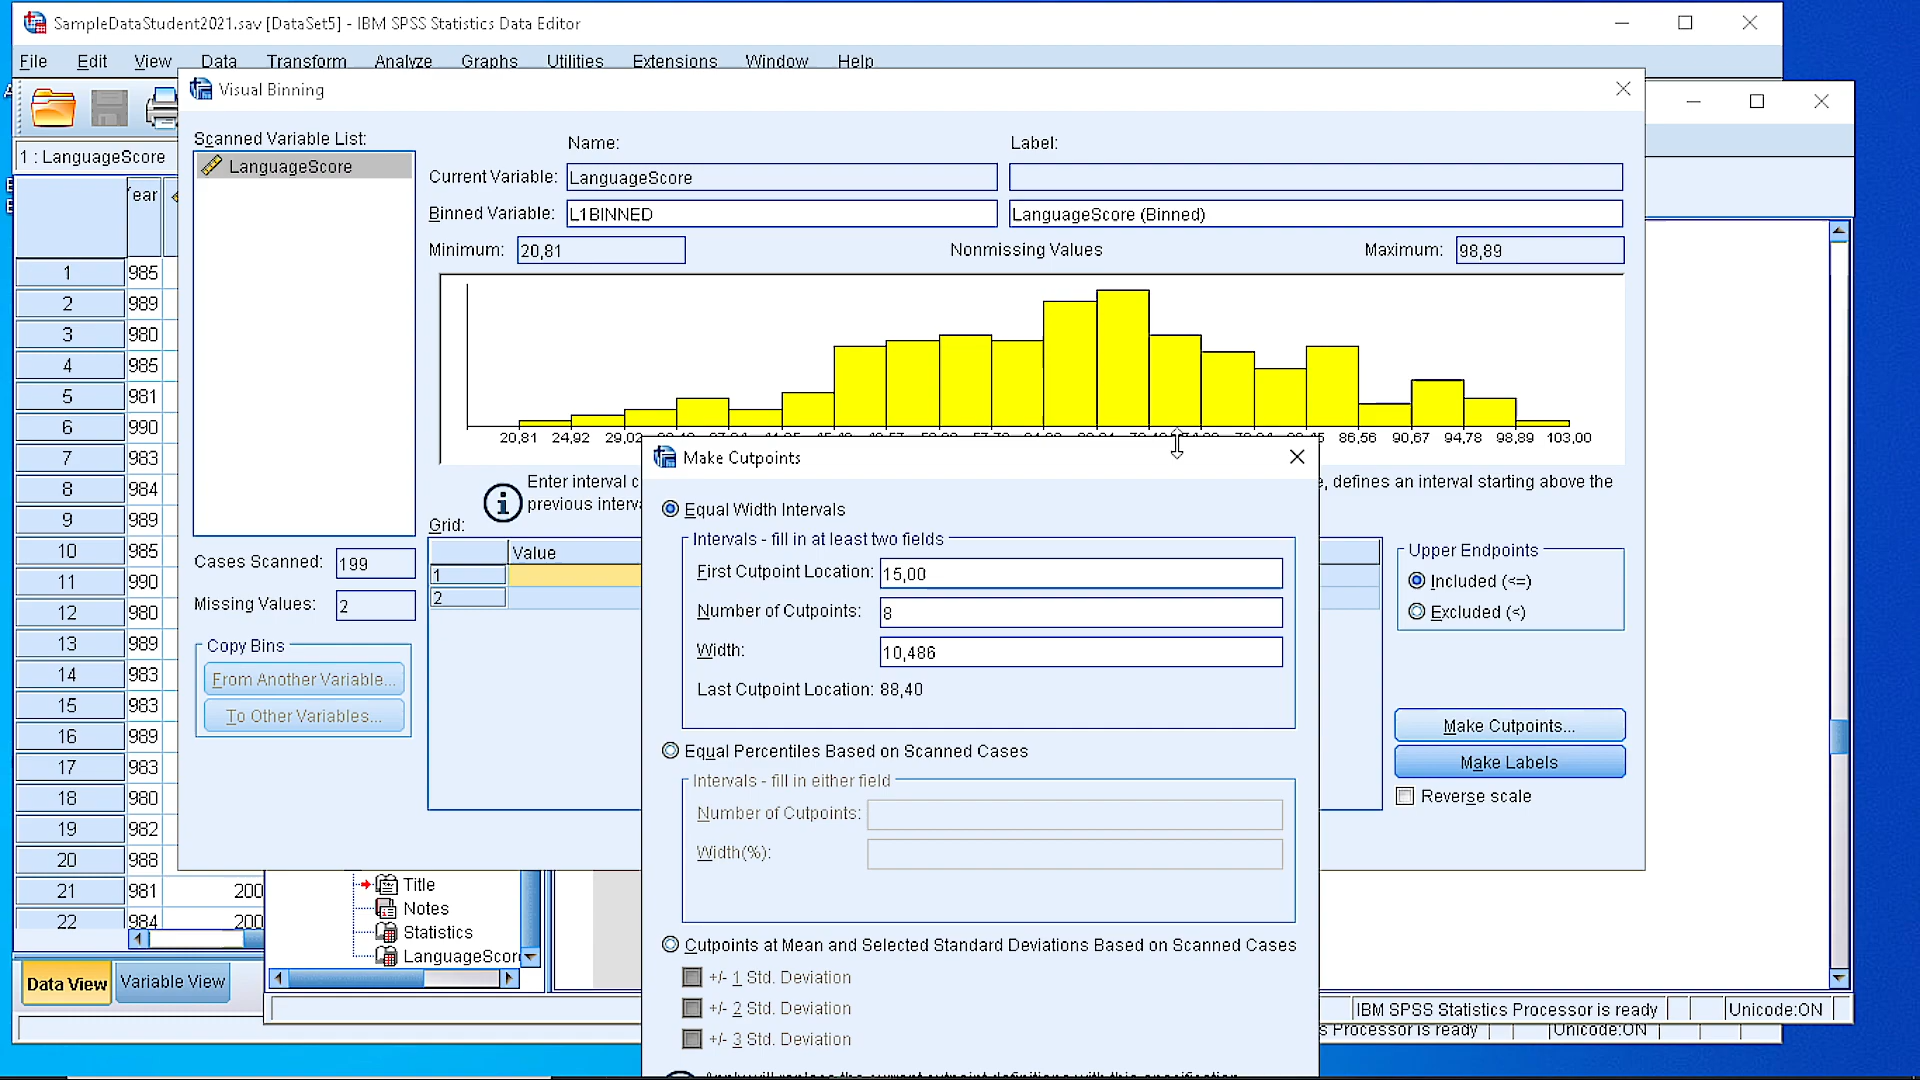 SampleDataStudent2021.sav [DataSet5] - IBM SPSS Statistics Data Editor
File Edit View Data Transform Analyze Graphs Utilities Extensions Window Help
Visual Binning
1 : LanguageScore
Scanned Variable List:
LanguageScore
Name:
Label:
Current Variable: LanguageScore
Binned Variable: L1BINNED LanguageScore (Binned)
Minimum: 20,81 Nonmissing Values Maximum: 98,89
20,81 24,92 29,02 86,56 90,67 94,78 98,89 103,00
Enter interval
, defines an interval starting above the
previous
Grid:
Value
1
2
Cases Scanned: 199
Missing Values: 2
Copy Bins
From Another Variable...
To Other Variables...
Upper Endpoints
Included (<=)
Excluded (<)
Make Cutpoints...
Make Labels
Reverse scale
Make Cutpoints
Equal Width Intervals
Intervals - fill in at least two fields
First Cutpoint Location: 15,00
Number of Cutpoints: 8
Width: 10,486
Last Cutpoint Location: 88,40
Equal Percentiles Based on Scanned Cases
Intervals - fill in either field
Number of Cutpoints:
Width(%):
Cutpoints at Mean and Selected Standard Deviations Based on Scanned Cases
+/- 1 Std. Deviation
+/- 2 Std. Deviation
+/- 3 Std. Deviation
1 985
2 989
3 980
4 985
5 981
6 990
7 983
8 984
9 989
10 985
11 990
12 983
13 989
14 983
15 983
16 989
17 983
18 980
19 982
20 988
21 981 200
22 984 200
Title
Notes
Statistics
LanguageScor
Data View Variable View
IBM SPSS Statistics Processor is ready Unicode:ON
s Processor is ready Unicode:ON